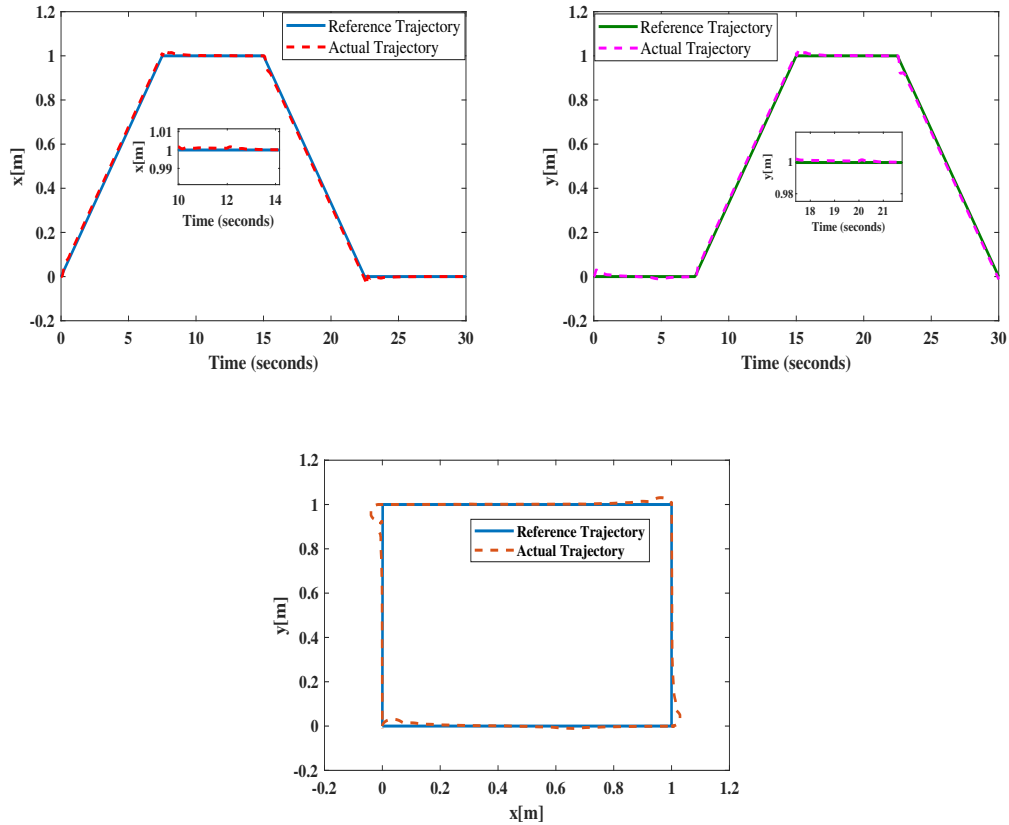 1.2
1
0.8
0.6
0.4
0.2
0
-0.2
x[m]
0 5 10 15 20 25 30
Time (seconds)
Reference Trajectory
Actual Trajectory
1.01
1
0.99
x[m]
10 12 14
Time (seconds)
1.2
1
0.8
0.6
0.4
0.2
0
-0.2
y[m]
0 5 10 15 20 25 30
Time (seconds)
Reference Trajectory
Actual Trajectory
1
0.98
y[m]
18 19 20 21
Time (seconds)
1.2
1
0.8
0.6
0.4
0.2
0
-0.2
y[m]
-0.2 0 0.2 0.4 0.6 0.8 1 1.2
x[m]
Reference Trajectory
Actual Trajectory